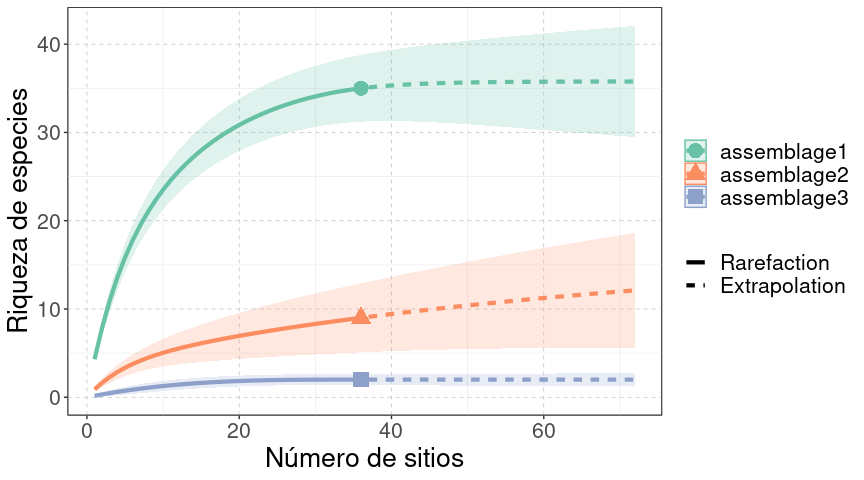 Riqueza de especies
40
30
20
10
0
0 20 40 60
Número de sitios
assemblage1
assemblage2
assemblage3
Rarefaction
Extrapolation